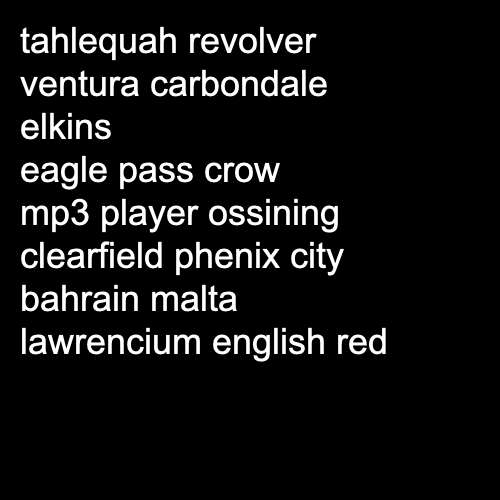 tahlequah revolver
ventura carbondale
elkins
eagle pass crow
mp3 player ossining
clearfield phenix city
bahrain malta
lawrencium english red